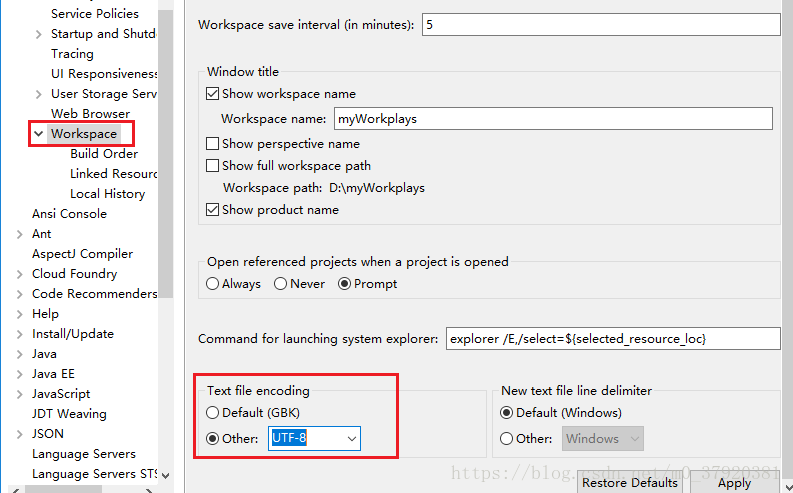 Service Policies
Startup and Shutd
Tracing
UI Responsiveness
User Storage Serv
Web Browser
Workspace
Build Order
Linked Resourc
Local History
Ansi Console
Ant
AspectJ Compiler
Cloud Foundry
Code Recommenders
Help
Install/Update
Java
Java EE
JavaScript
JDT Weaving
JSON
Language Servers
Language Servers STS
Workspace save interval (in minutes): 5
Window title
Show workspace name
Workspace name: myWorkplays
Show perspective name
Show full workspace path
Workspace path: D:\myWorkplays
Show product name
Open referenced projects when a project is opened
Always Never Prompt
Command for launching system explorer: explorer /E,/select=${selected_resource_loc}
Text file encoding
Default (GBK)
Other: UTF-8
New text file line delimiter
Default (Windows)
Other: Windows
https://blog.csdn.net/m0_37920381
Restore Defaults Apply